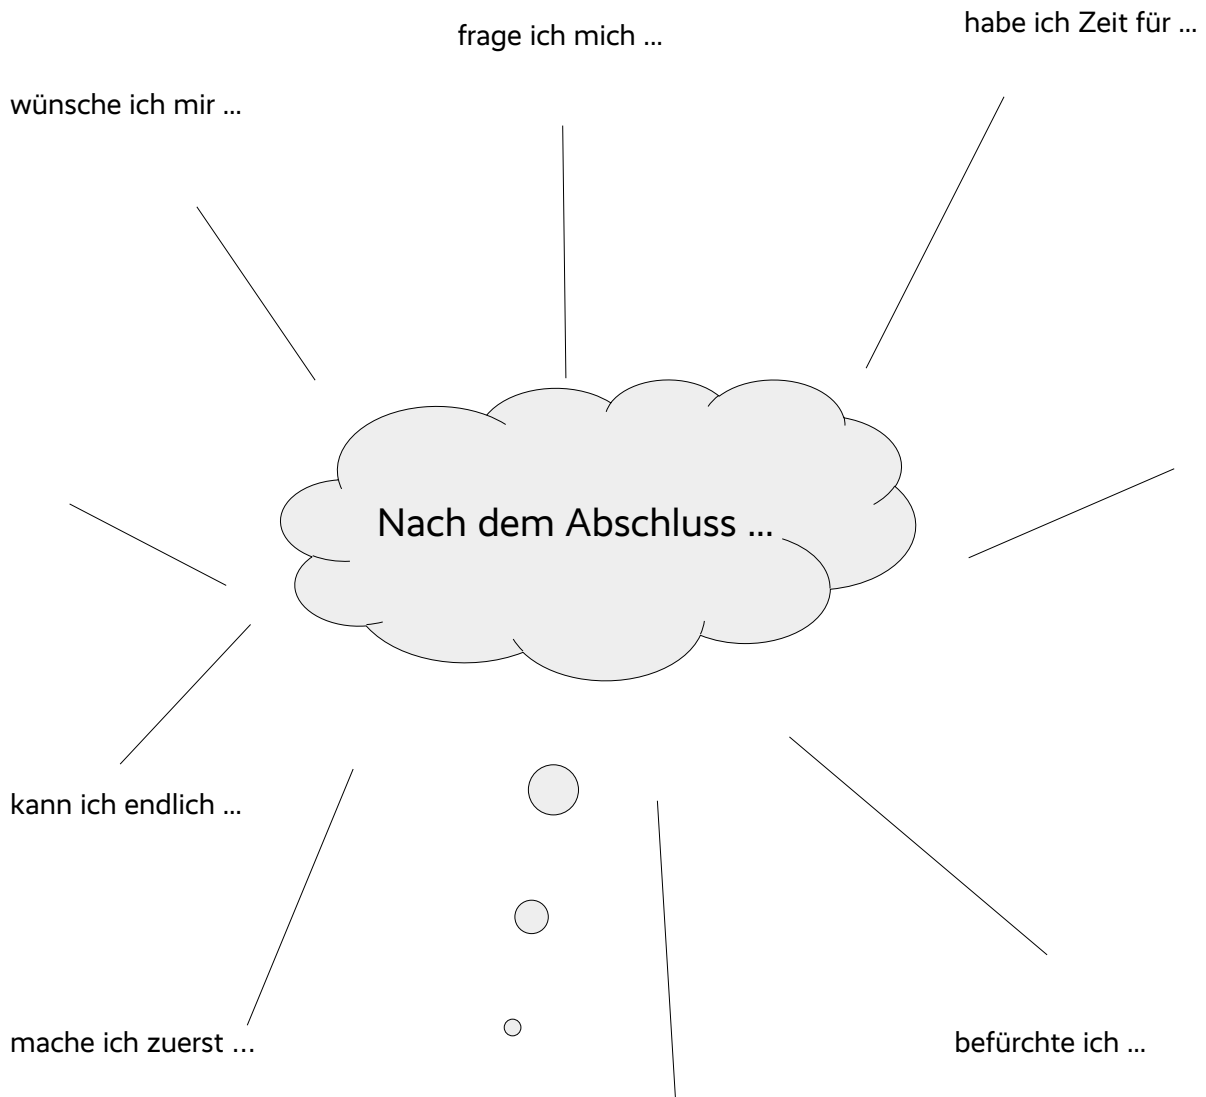 habe ich Zeit für ...
frage ich mich ...
wünsche ich mir ...
Nach dem Abschluss ...
kann ich endlich ...
mache ich zuerst ...
befürchte ich ...